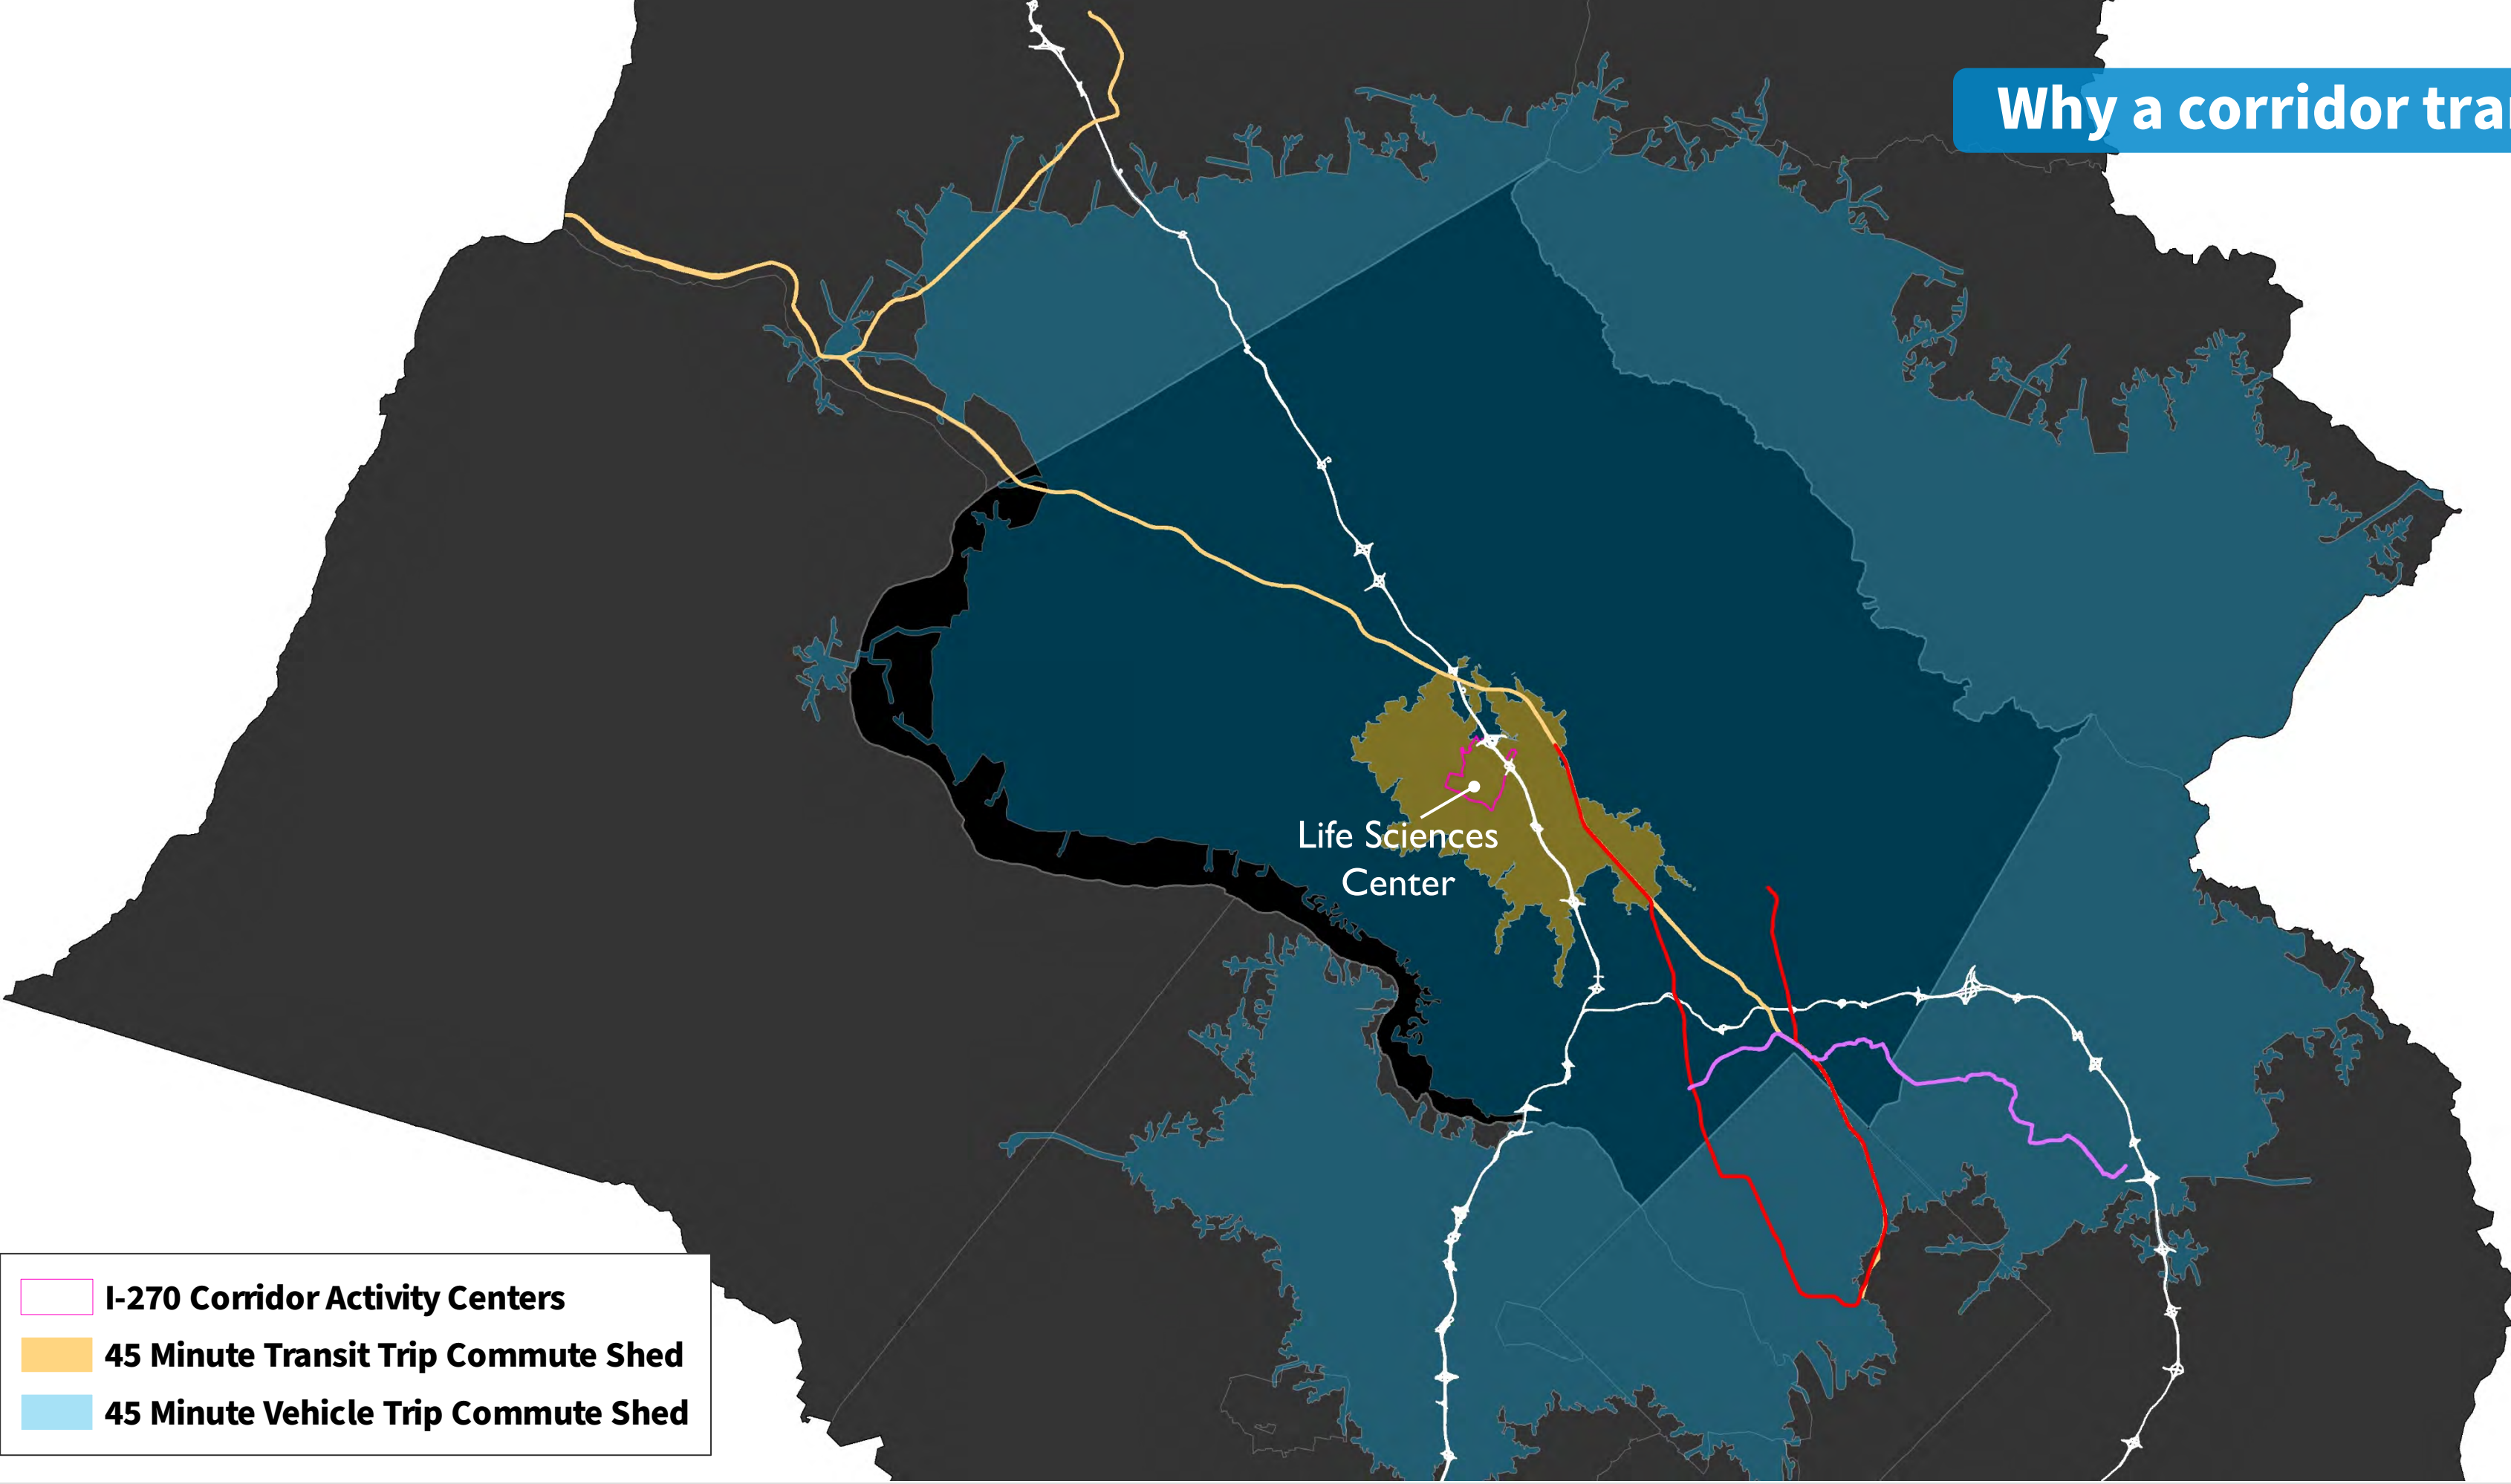 Why a corridor tra
Life Sciences
Center
I-270 Corridor Activity Centers
45 Minute Transit Trip Commute Shed
45 Minute Vehicle Trip Commute Shed